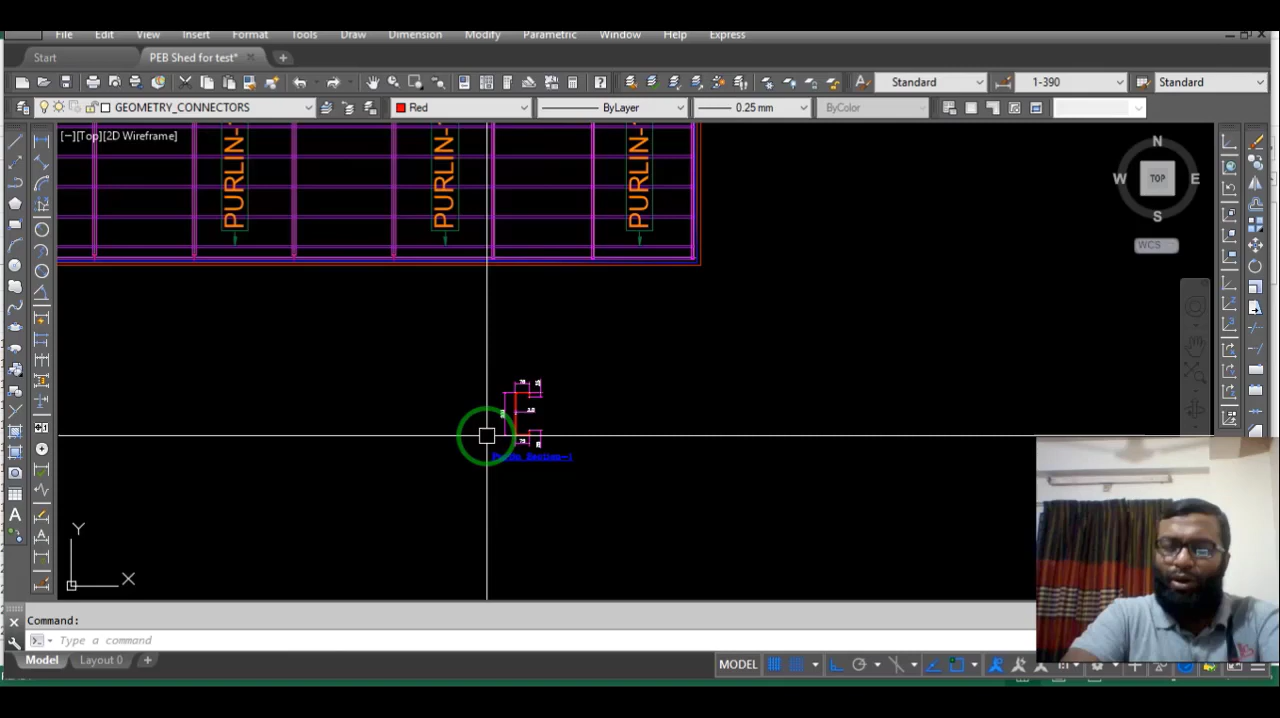 File Edit View Insert Format Tools Draw Dimension Modify Parametric Window Help Express
Start PEB Shed for test*
Standard 1-390 Standard
GEOMETRY_CONNECTORS Red ByLayer 0.25 mm ByColor
[−][Top][2D Wireframe]
PURLIN- PURLIN- PURLIN-
N
W TOP E
S
WCS
Section-1
Y
X
Command:
Type a command
Model Layout 0
MODEL